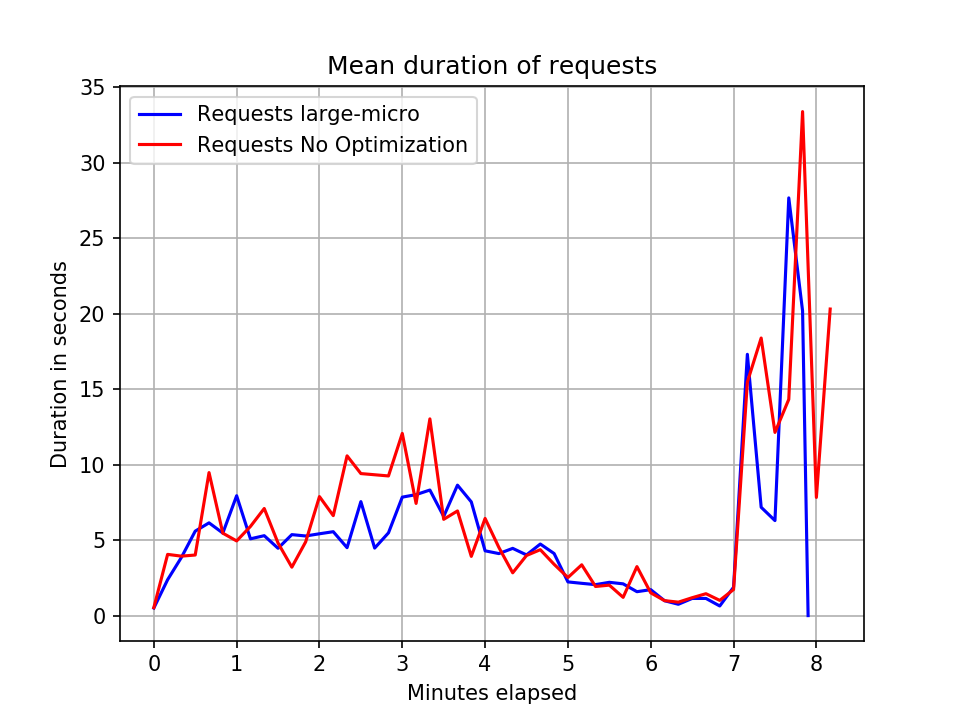 Mean duration of requests
Requests large-micro
Requests No Optimization
Duration in seconds
35
30
25
20
15
10
5
0
0 1 2 3 4 5 6 7 8
Minutes elapsed